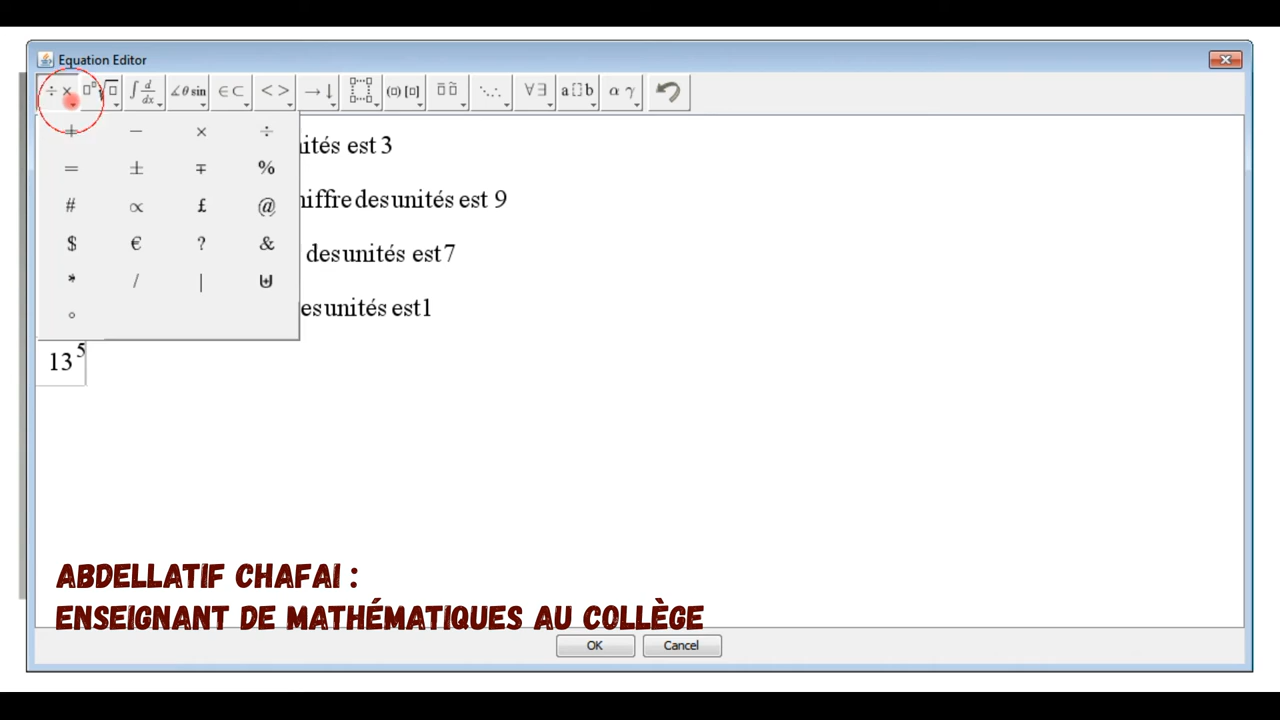 Equation Editor
÷ × ∫ d/dx ∠θ sin ∈ ⊂ < > → ↓ (▫) [▫] ∀∃ a b α γ
+ − × ÷
= ± ∓ %
# ∝ £ @
$ € ? &
* / | ⊎
°
ités est 3
iffre des unités est 9
des unités est 7
es unités est 1
13⁵
ABDELLATIF CHAFAI :
ENSEIGNANT DE MATHÉMATIQUES AU COLLÈGE
OK Cancel